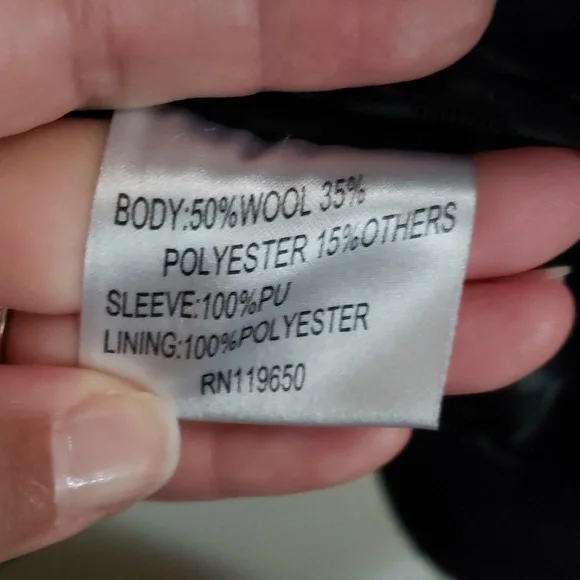 BODY:50%WOOL 35%
POLYESTER 15%OTHERS
SLEEVE:100%PU
LINING:100%POLYESTER
RN119650